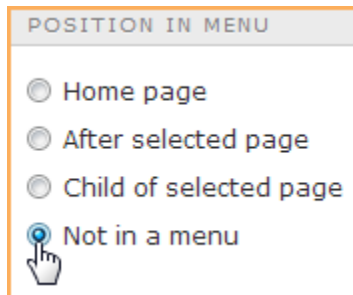 POSITION IN MENU
Home page
After selected page
Child of selected page
Not in a menu